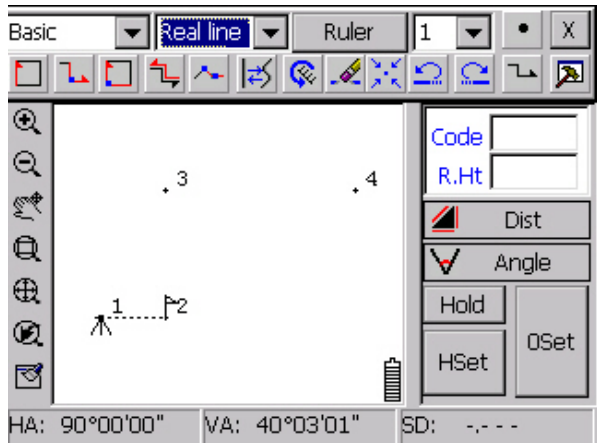 Basic Real line Ruler 1 X
Code
3 4 R.Ht
Dist
Angle
1 2 Hold
HSet 0Set
HA: 90°00'00" VA: 40°03'01" SD: -.- - -